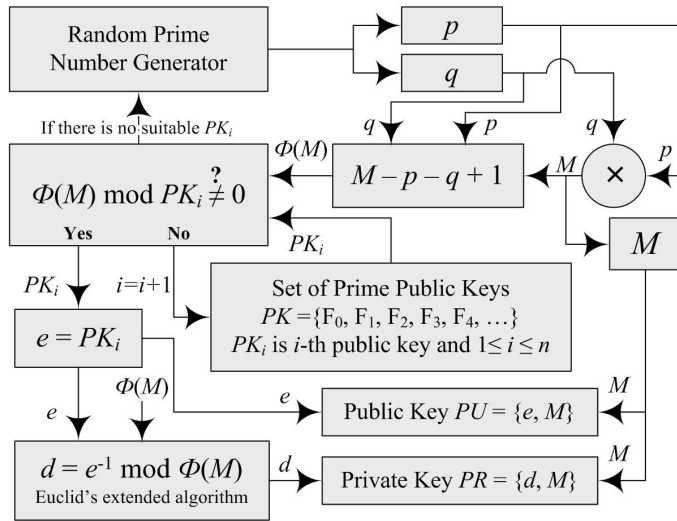 Random Prime
Number Generator
p
q
If there is no suitable PKᵢ
q
p
q
p
Φ(M)
M
?
Φ(M) mod PKᵢ ≠ 0
Yes
No
M – p – q + 1
×
M
PKᵢ
PKᵢ
i=i+1
Set of Prime Public Keys
PK ={F₀, F₁, F₂, F₃, F₄, …}
PKᵢ is i-th public key and 1≤ i ≤ n
e = PKᵢ
Φ(M)
e
e
M
Public Key PU = {e, M}
d = e⁻¹ mod Φ(M)
Euclid's extended algorithm
d
M
Private Key PR = {d, M}